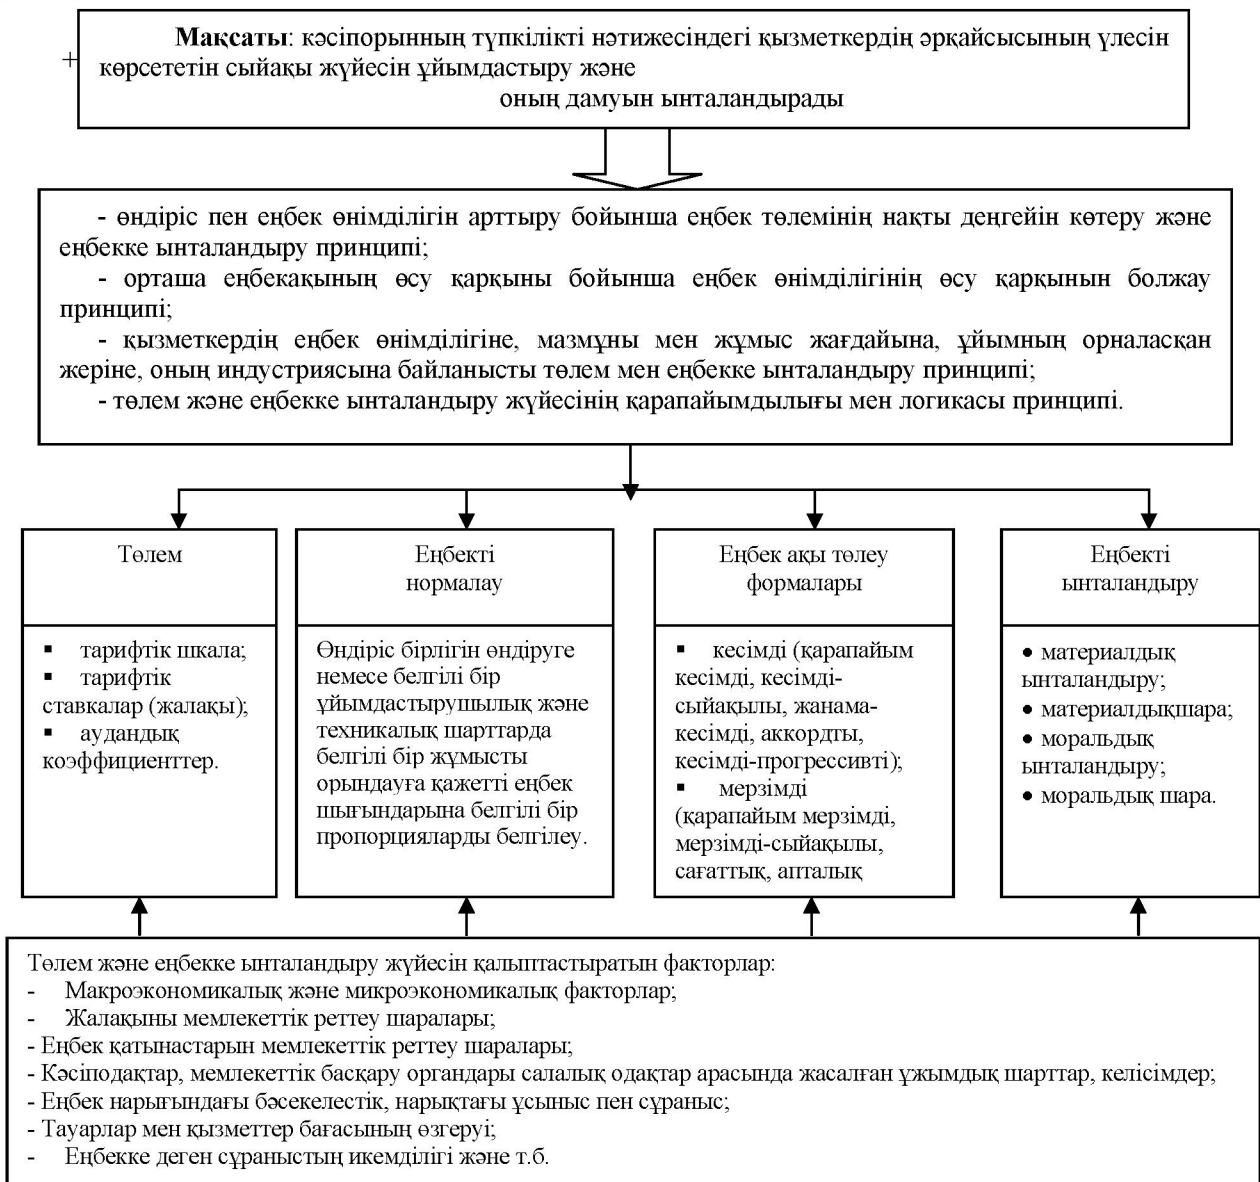 Мақсаты: кәсіпорынның түпкілікті нәтижесіндегі қызметкердің әрқайсысының үлесін
+
көрсететін сыйақы жүйесін ұйымдастыру және
оның дамуын ынталандырады
- өндіріс пен еңбек өнімділігін арттыру бойынша еңбек төлемінің нақты деңгейін көтеру және
еңбекке ынталандыру принципі;
- орташа еңбекақының өсу қарқыны бойынша еңбек өнімділігінің өсу қарқынын болжау
принципі;
- қызметкердің еңбек өнімділігіне, мазмұны мен жұмыс жағдайына, ұйымның орналасқан
жеріне, оның индустриясына байланысты төлем мен еңбекке ынталандыру принципі;
- төлем және еңбекке ынталандыру жүйесінің қарапайымдылығы мен логикасы принципі.
Төлем
▪ тарифтік шкала;
▪ тарифтік
ставкалар (жалақы);
▪ аудандық
коэффициенттер.
Еңбекті
нормалау
Өндіріс бірлігін өндіруге
немесе белгілі бір
ұйымдастырушылық және
техникалық шарттарда
белгілі бір жұмысты
орындауға қажетті еңбек
шығындарына белгілі бір
пропорцияларды белгілеу.
Еңбек ақы төлеу
формалары
▪ кесімді (қарапайым
кесімді, кесімді-
сыйақылы, жанама-
кесімді, аккордты,
кесімді-прогрессивті);
▪ мерзімді
(қарапайым мерзімді,
мерзімді-сыйақылы,
сағаттық, апталық
Еңбекті
ынталандыру
• материалдық
ынталандыру;
• материалдықшара;
• моральдық
ынталандыру;
• моральдық шара.
Төлем және еңбекке ынталандыру жүйесін қалыптастыратын факторлар:
- Макроэкономикалық және микроэкономикалық факторлар;
- Жалақыны мемлекеттік реттеу шаралары;
- Еңбек қатынастарын мемлекеттік реттеу шаралары;
- Кәсіподақтар, мемлекеттік басқару органдары салалық одақтар арасында жасалған ұжымдық шарттар, келісімдер;
- Еңбек нарығындағы бәсекелестік, нарықтағы ұсыныс пен сұраныс;
- Тауарлар мен қызметтер бағасының өзгеруі;
- Еңбекке деген сұраныстың икемділігі және т.б.